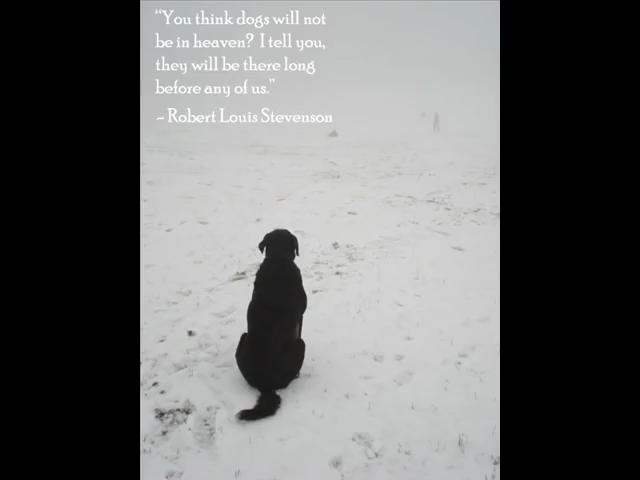 “You think dogs will not
be in heaven? I tell you,
they will be there long
before any of us.”
~ Robert Louis Stevenson